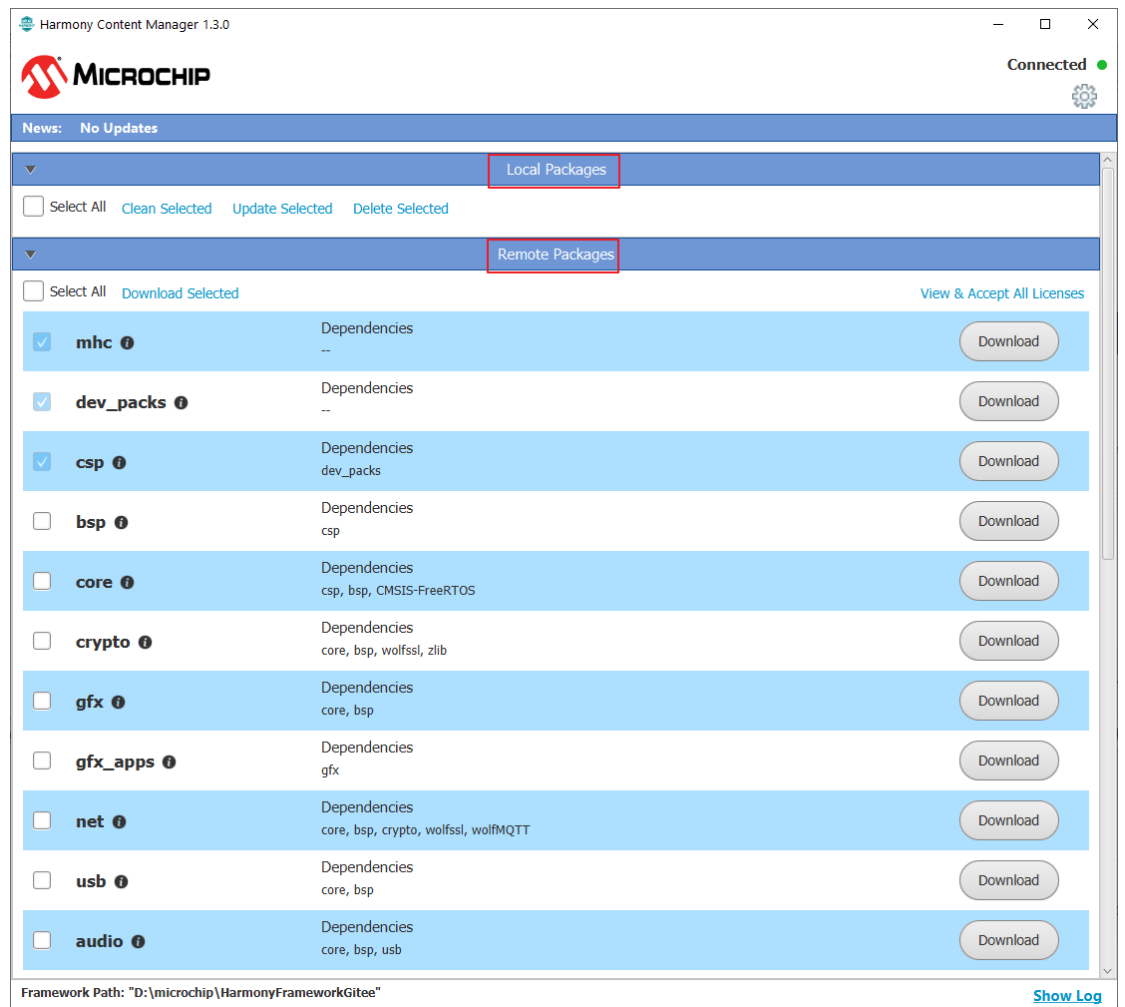 Harmony Content Manager 1.3.0
MICROCHIP
Connected
News: No Updates
Local Packages
Select All Clean Selected Update Selected Delete Selected
Remote Packages
Select All Download Selected View & Accept All Licenses
mhc Dependencies Download
--
dev_packs Dependencies Download
--
csp Dependencies Download
dev_packs
bsp Dependencies Download
csp
core Dependencies Download
csp, bsp, CMSIS-FreeRTOS
crypto Dependencies Download
core, bsp, wolfssl, zlib
gfx Dependencies Download
core, bsp
gfx_apps Dependencies Download
gfx
net Dependencies Download
core, bsp, crypto, wolfssl, wolfMQTT
usb Dependencies Download
core, bsp
audio Dependencies Download
core, bsp, usb
Framework Path: "D:\microchip\HarmonyFrameworkGitee" Show Log